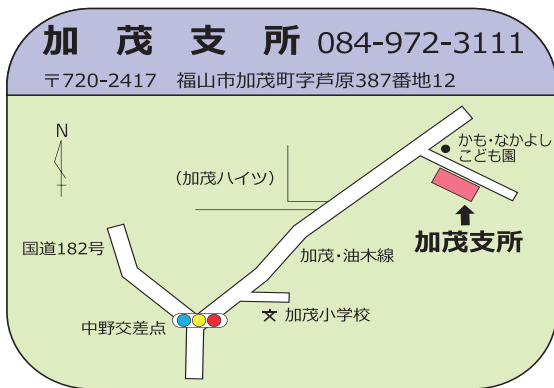 加茂支所 084-972-3111
〒720-2417 福山市加茂町字芦原387番地12
N
かも・なかよし
こども園
(加茂ハイツ)
加茂支所
国道182号
加茂・油木線
中野交差点
文 加茂小学校